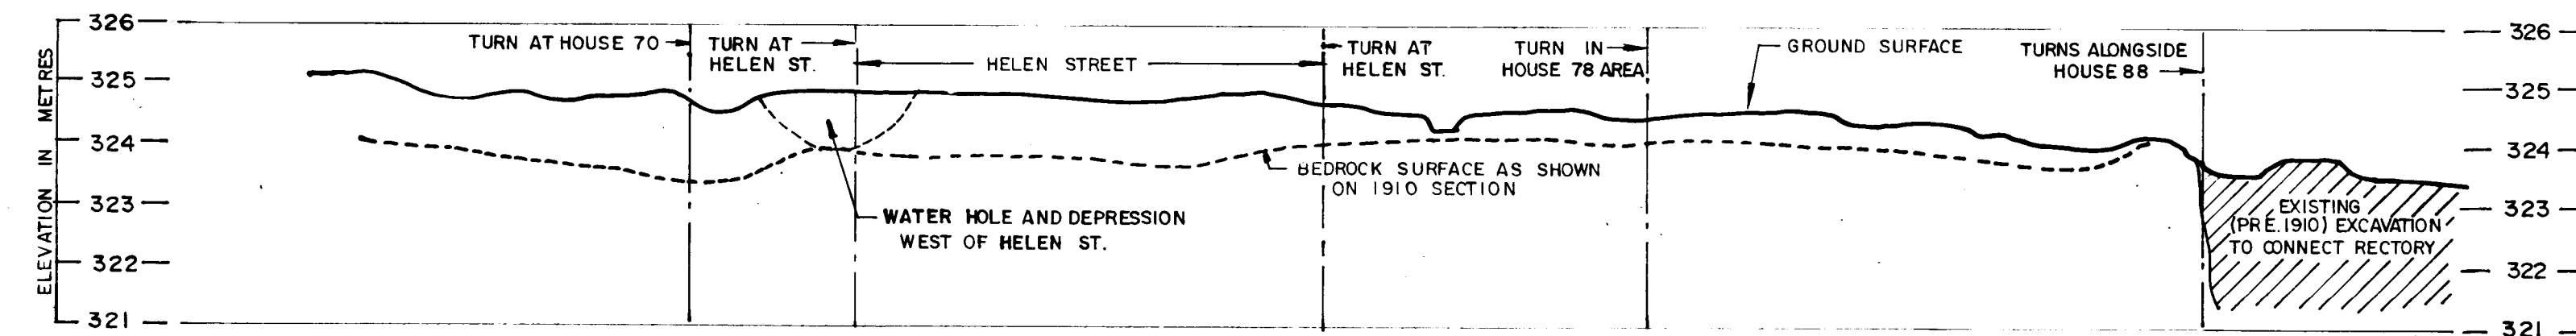 ELEVATION IN METRES
326
325
324
323
322
321
TURN AT HOUSE 70
TURN AT
HELEN ST.
HELEN STREET
TURN AT
HELEN ST.
TURN IN
HOUSE 78 AREA
GROUND SURFACE
TURNS ALONGSIDE
HOUSE 88
WATER HOLE AND DEPRESSION
WEST OF HELEN ST.
BEDROCK SURFACE AS SHOWN
ON 1910 SECTION
EXISTING
(PRE.1910) EXCAVATION
TO CONNECT RECTORY
326
325
324
323
322
321